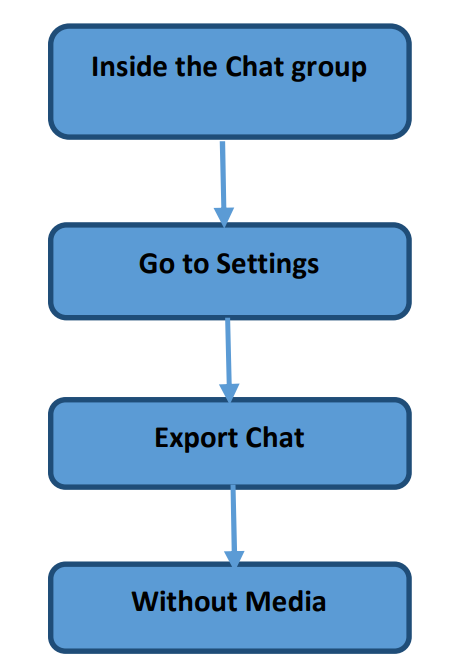 Inside the Chat group
Go to Settings
Export Chat
Without Media